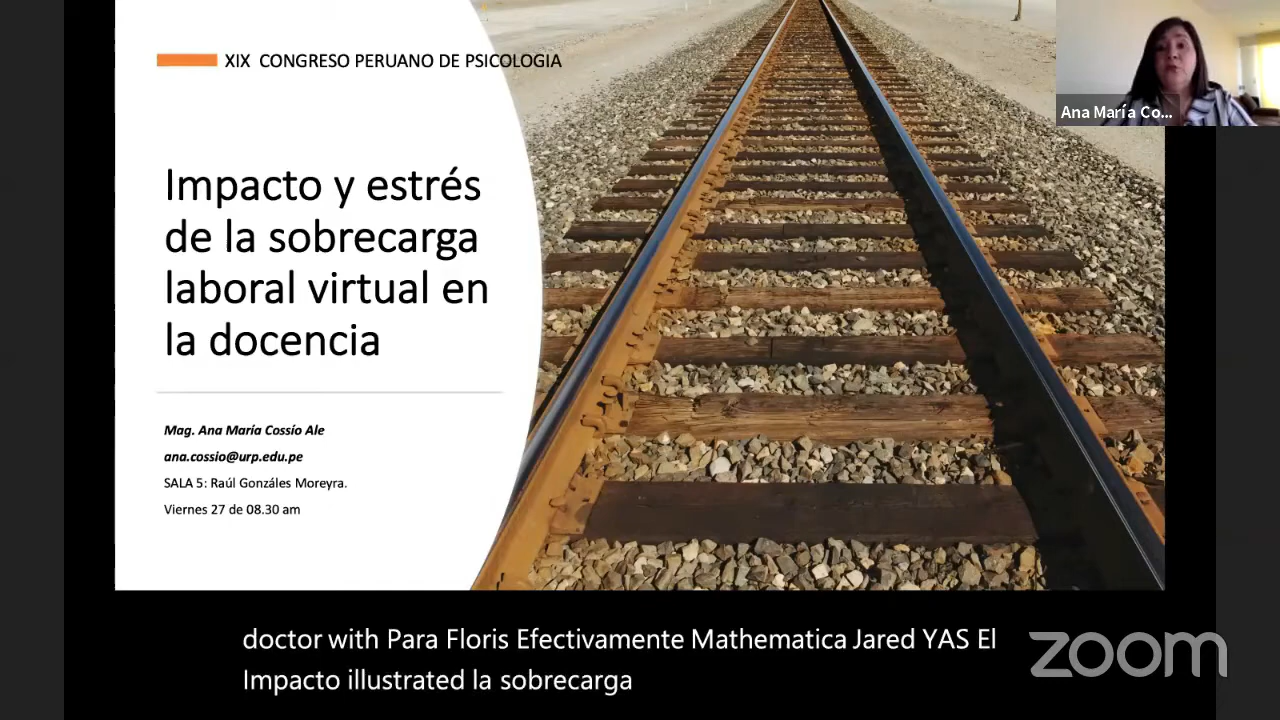 XIX CONGRESO PERUANO DE PSICOLOGIA
Impacto y estrés
de la sobrecarga
laboral virtual en
la docencia
Mag. Ana María Cossío Ale
ana.cossio@urp.edu.pe
SALA 5: Raúl Gonzáles Moreyra.
Viernes 27 de 08.30 am
Ana María Co...
doctor with Para Floris Efectivamente Mathematica Jared YAS El
Impacto illustrated la sobrecarga
zoom